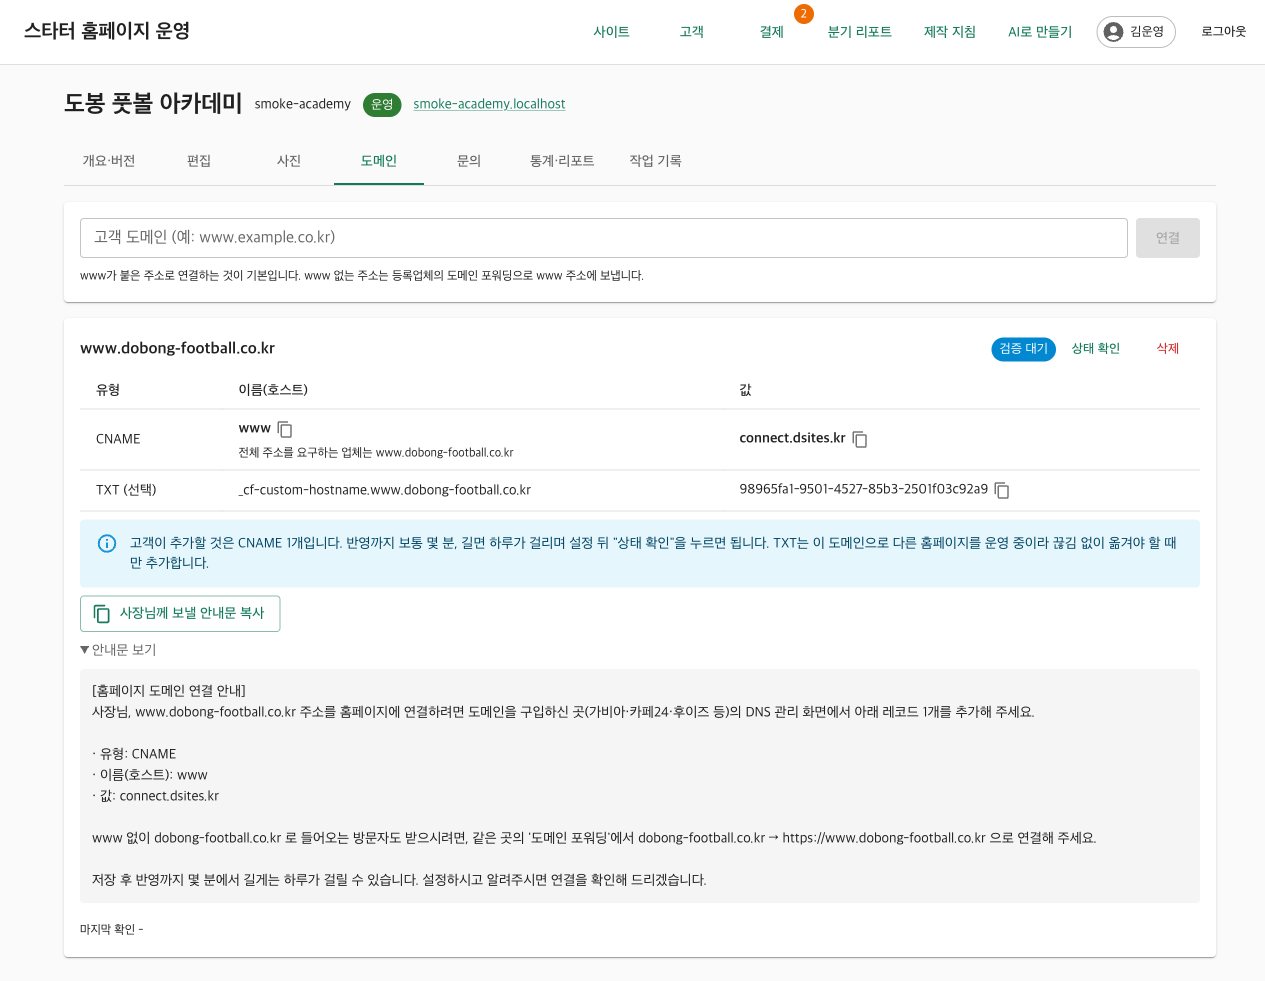 스타터 홈페이지 운영
사이트
고객
결제
2
분기 리포트
제작 지침
AI로 만들기
김운영
로그아웃
도봉 풋볼 아카데미
smoke-academy
운영
smoke-academy.localhost
개요·버전
편집
사진
도메인
문의
통계·리포트
작업 기록
고객 도메인 (예: www.example.co.kr)
연결
www가 붙은 주소로 연결하는 것이 기본입니다. www 없는 주소는 등록업체의 도메인 포워딩으로 www 주소에 보냅니다.
www.dobong-football.co.kr
검증 대기
상태 확인
삭제
유형
이름(호스트)
값
CNAME
www
전체 주소를 요구하는 업체는 www.dobong-football.co.kr
connect.dsites.kr
TXT (선택)
_cf-custom-hostname.www.dobong-football.co.kr
98965fa1-9501-4527-85b3-2501f03c92a9
고객이 추가할 것은 CNAME 1개입니다. 반영까지 보통 몇 분, 길면 하루가 걸리며 설정 뒤 "상태 확인"을 누르면 됩니다. TXT는 이 도메인으로 다른 홈페이지를 운영 중이라 끊김 없이 옮겨야 할 때
만 추가합니다.
사장님께 보낼 안내문 복사
▼안내문 보기
[홈페이지 도메인 연결 안내]
사장님, www.dobong-football.co.kr 주소를 홈페이지에 연결하려면 도메인을 구입하신 곳(가비아·카페24·후이즈 등)의 DNS 관리 화면에서 아래 레코드 1개를 추가해 주세요.
· 유형: CNAME
· 이름(호스트): www
· 값: connect.dsites.kr
www 없이 dobong-football.co.kr 로 들어오는 방문자도 받으시려면, 같은 곳의 '도메인 포워딩'에서 dobong-football.co.kr → https://www.dobong-football.co.kr 으로 연결해 주세요.
저장 후 반영까지 몇 분에서 길게는 하루가 걸릴 수 있습니다. 설정하시고 알려주시면 연결을 확인해 드리겠습니다.
마지막 확인 -